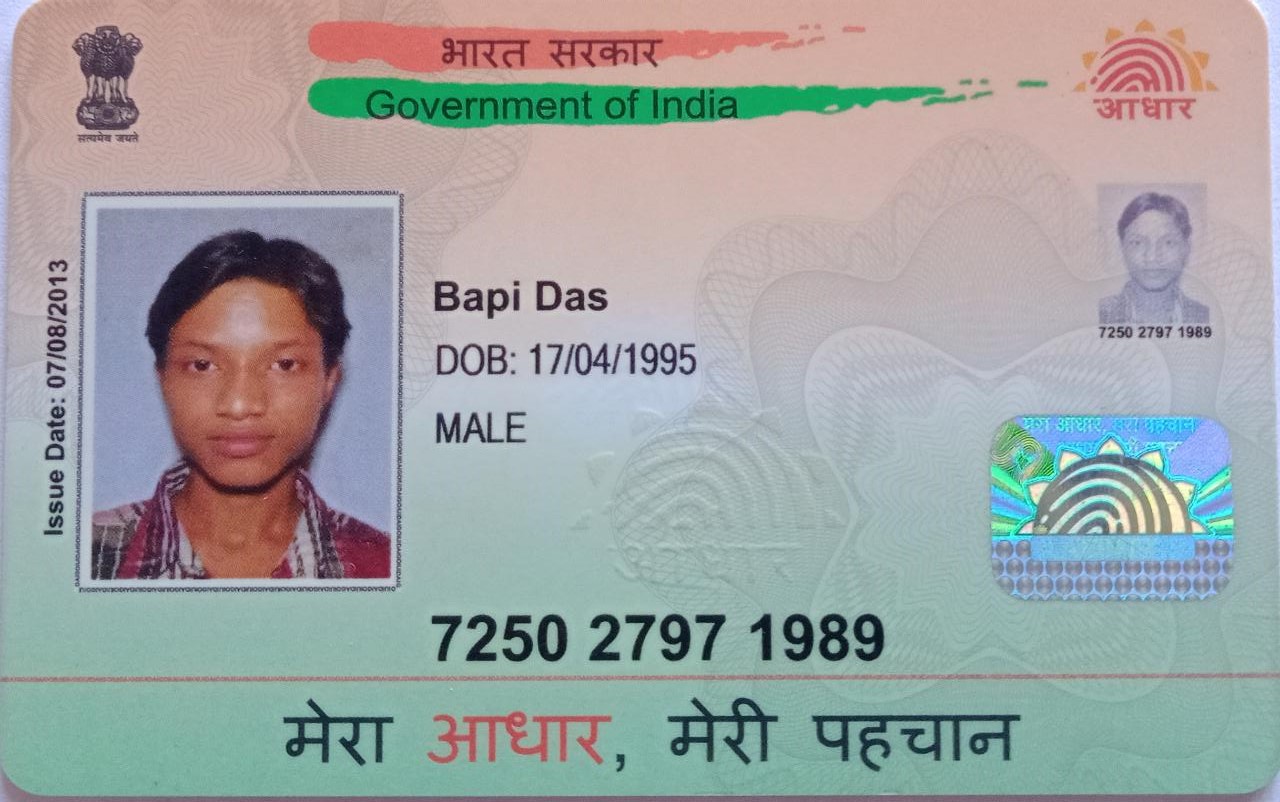 भारत सरकार
Government of India
सत्यमेव जयते
आधार
Issue Date: 07/08/2013
Bapi Das
DOB: 17/04/1995
MALE
7250 2797 1989
मेरा आधार, मेरी पहचान
7250 2797 1989
मेरा आधार, मेरी पहचान